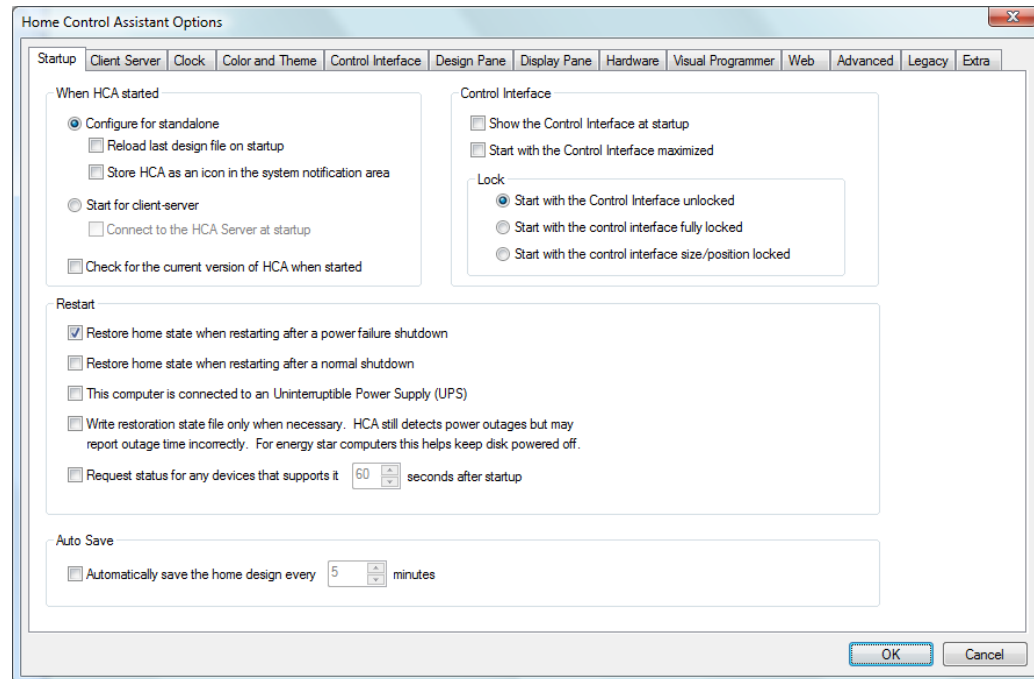 Home Control Assistant Options
Startup Client Server Clock Color and Theme Control Interface Design Pane Display Pane Hardware Visual Programmer Web Advanced Legacy Extra
When HCA started
Configure for standalone
Reload last design file on startup
Store HCA as an icon in the system notification area
Start for client-server
Connect to the HCA Server at startup
Check for the current version of HCA when started
Control Interface
Show the Control Interface at startup
Start with the Control Interface maximized
Lock
Start with the Control Interface unlocked
Start with the control interface fully locked
Start with the control interface size/position locked
Restart
Restore home state when restarting after a power failure shutdown
Restore home state when restarting after a normal shutdown
This computer is connected to an Uninterruptible Power Supply (UPS)
Write restoration state file only when necessary. HCA still detects power outages but may
report outage time incorrectly. For energy star computers this helps keep disk powered off.
Request status for any devices that supports it 60 seconds after startup
Auto Save
Automatically save the home design every 5 minutes
OK Cancel